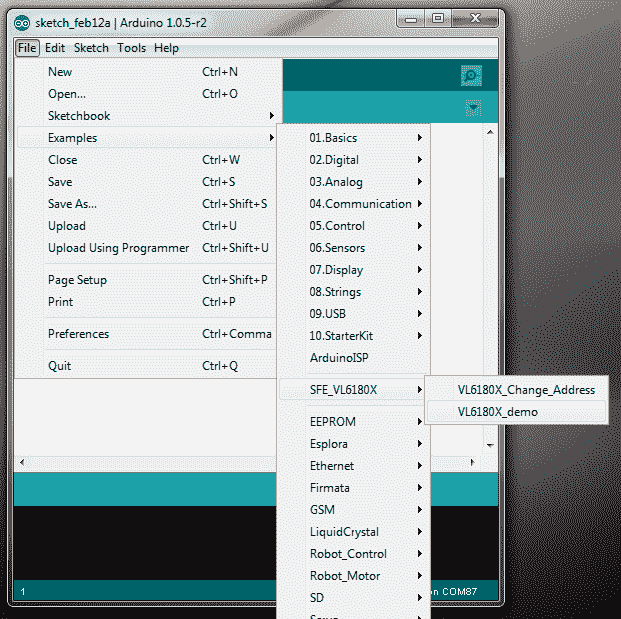 sketch_feb12a | Arduino 1.0.5-r2
File Edit Sketch Tools Help
New Ctrl+N
Open... Ctrl+O
Sketchbook
Examples
Close Ctrl+W
Save Ctrl+S
Save As... Ctrl+Shift+S
Upload Ctrl+U
Upload Using Programmer Ctrl+Shift+U
Page Setup Ctrl+Shift+P
Print Ctrl+P
Preferences Ctrl+Comma
Quit Ctrl+Q
01.Basics
02.Digital
03.Analog
04.Communication
05.Control
06.Sensors
07.Display
08.Strings
09.USB
10.StarterKit
ArduinoISP
SFE_VL6180X
EEPROM
Esplora
Ethernet
Firmata
GSM
LiquidCrystal
Robot_Control
Robot_Motor
SD
VL6180X_Change_Address
VL6180X_demo
1
on COM87